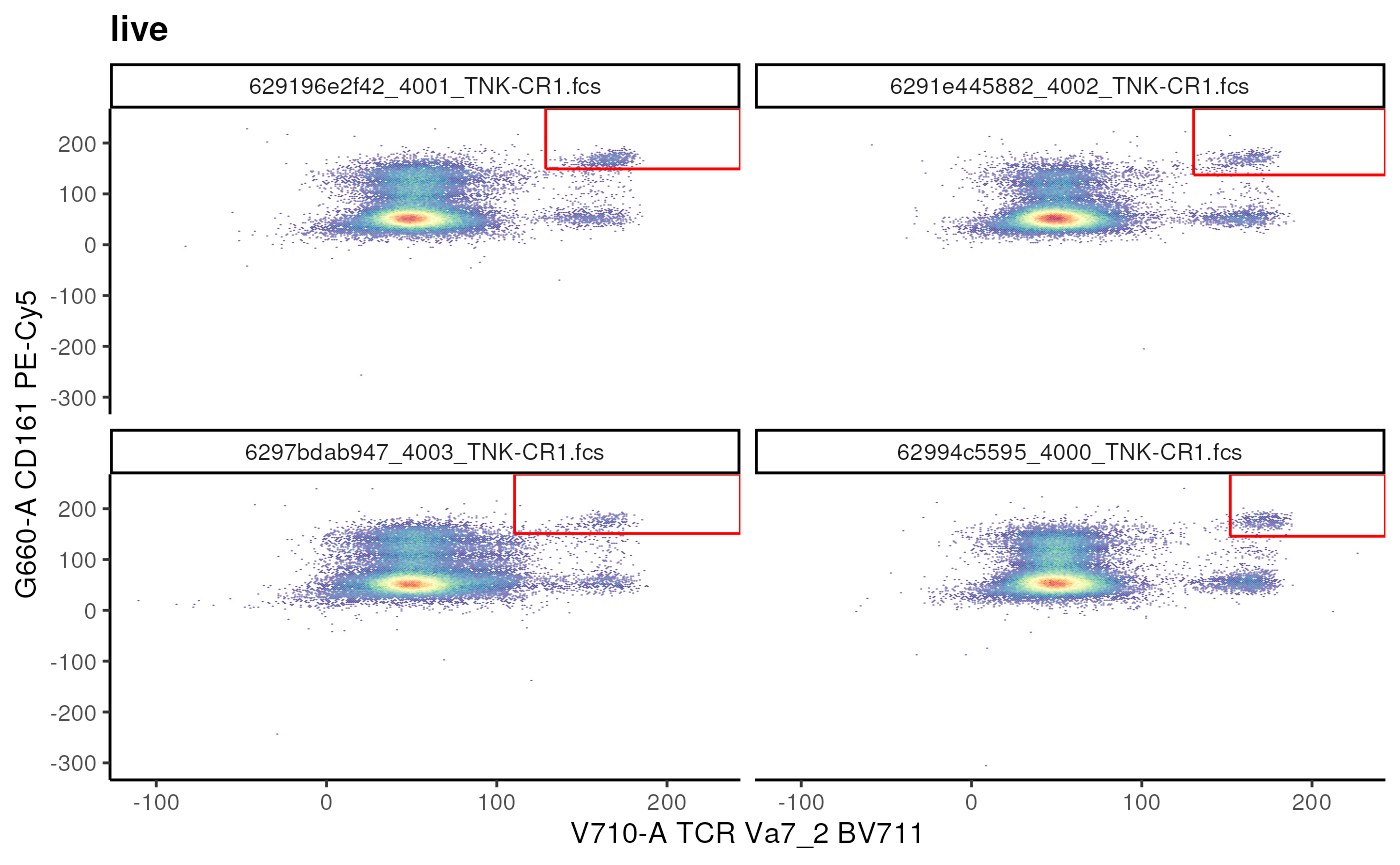 live
629196e2f42_4001_TNK-CR1.fcs
6291e445882_4002_TNK-CR1.fcs
200
100
0
-100
-200
-300
6297bdab947_4003_TNK-CR1.fcs
62994c5595_4000_TNK-CR1.fcs
200
100
0
-100
-200
-300
G660-A CD161 PE-Cy5
-100 0 100 200
-100 0 100 200
V710-A TCR Va7_2 BV711